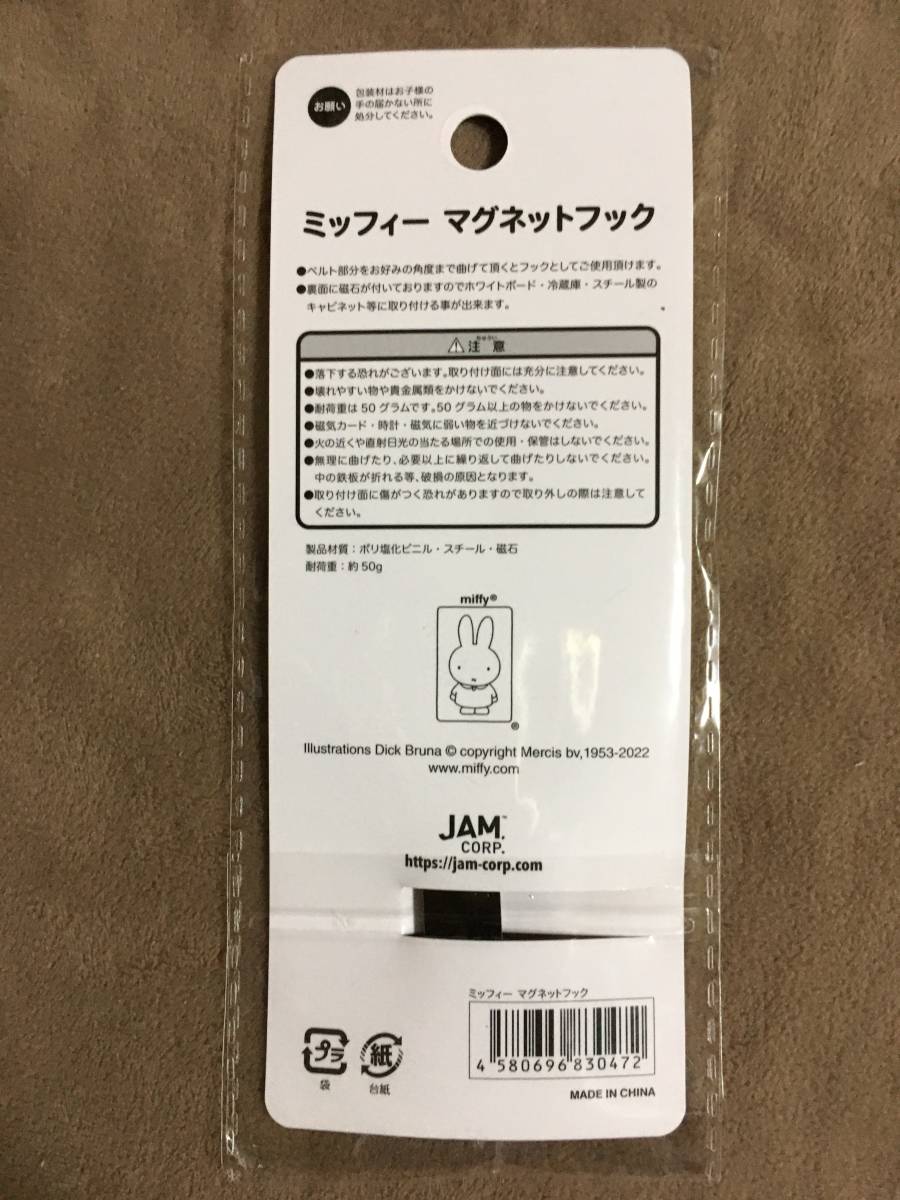 お願い
包装材はお子様の
手の届かない所に
処分してください。
ミッフィー マグネットフック
●ベルト部分をお好みの角度まで曲げて頂くとフックとしてご使用頂けます。
●裏面に磁石が付いておりますのでホワイトボード・冷蔵庫・スチール製の
キャビネット等に取り付ける事が出来ます。
ちゅうい
⚠注 意
●落下する恐れがございます。取り付け面には充分に注意してください。
●壊れやすい物や貴金属類をかけないでください。
●耐荷重は 50 グラムです。50 グラム以上の物をかけないでください。
●磁気カード・時計・磁気に弱い物を近づけないでください。
●火の近くや直射日光の当たる場所での使用・保管はしないでください。
●無理に曲げたり、必要以上に繰り返して曲げたりしないでください。
中の鉄板が折れる等、破損の原因となります。
●取り付け面に傷がつく恐れがありますので取り外しの際は注意して
ください。
製品材質：ポリ塩化ビニル・スチール・磁石
耐荷重：約 50g
miffy®
®
Illustrations Dick Bruna © copyright Mercis bv,1953-2022
www.miffy.com
JAM™
CORP.
https://jam-corp.com
ミッフィー マグネットフック
4 580696 830472
プラ
袋
紙
台紙
MADE IN CHINA